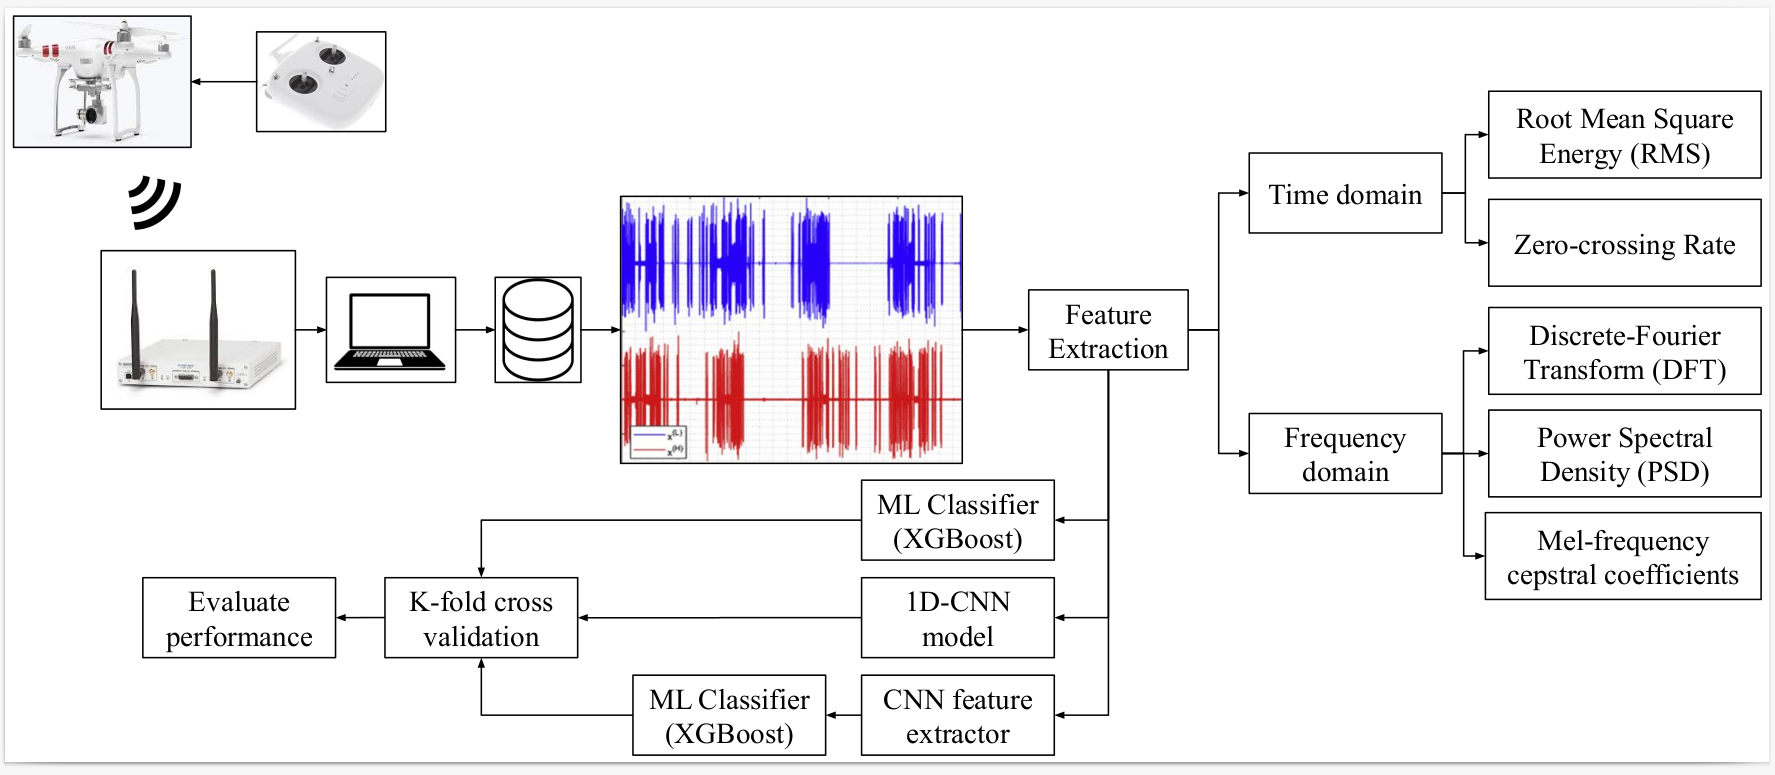 Root Mean Square
Energy (RMS)
Time domain
Zero-crossing Rate
Feature
Extraction
Discrete-Fourier
Transform (DFT)
Frequency
domain
Power Spectral
Density (PSD)
Mel-frequency
cepstral coefficients
x(L)
x(H)
ML Classifier
(XGBoost)
Evaluate
performance
K-fold cross
validation
1D-CNN
model
ML Classifier
(XGBoost)
CNN feature
extractor